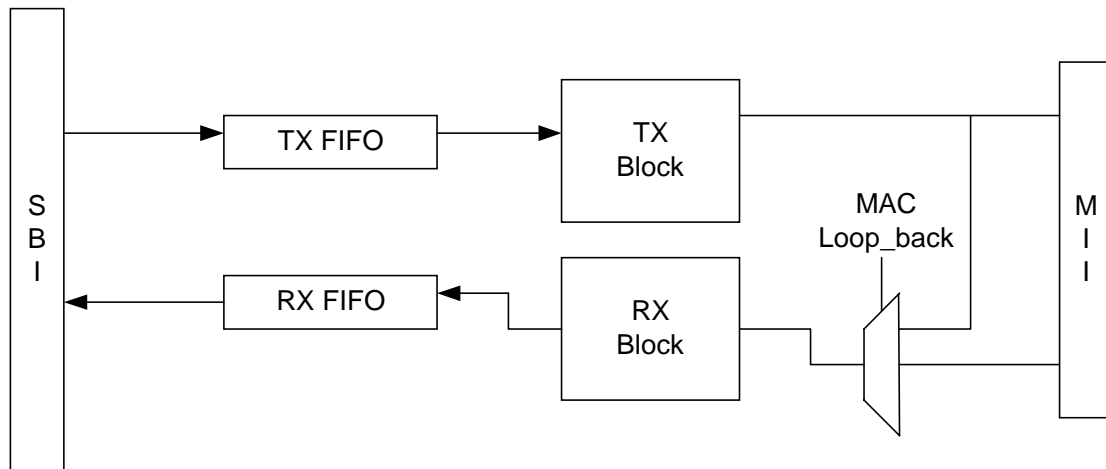 S
B
I
TX FIFO
TX
Block
MAC
Loop_back
M
I
I
RX FIFO
RX
Block